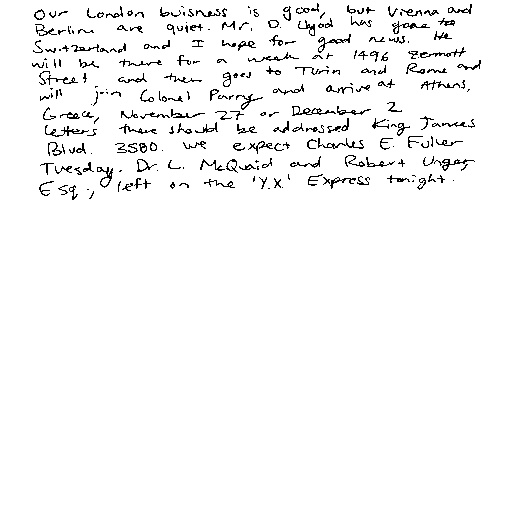 Our London buisness is good, but Vienna and
Berlin are quiet. Mr. D. Lloyd has gone to
Switzerland and I hope for good news. He
will be there for a week at 1496 Zermott
Street and then goes to Turin and Rome and
will join Colonel Parry and arrive at Athens,
Greece, November 27 or December 2
Letters there should be addressed King James
Blvd. 3580. We expect Charles E. Fuller
Tuesday. Dr. L. McQuaid and Robert Unger,
Esq., left on the 'Y.X.' Express tonight.